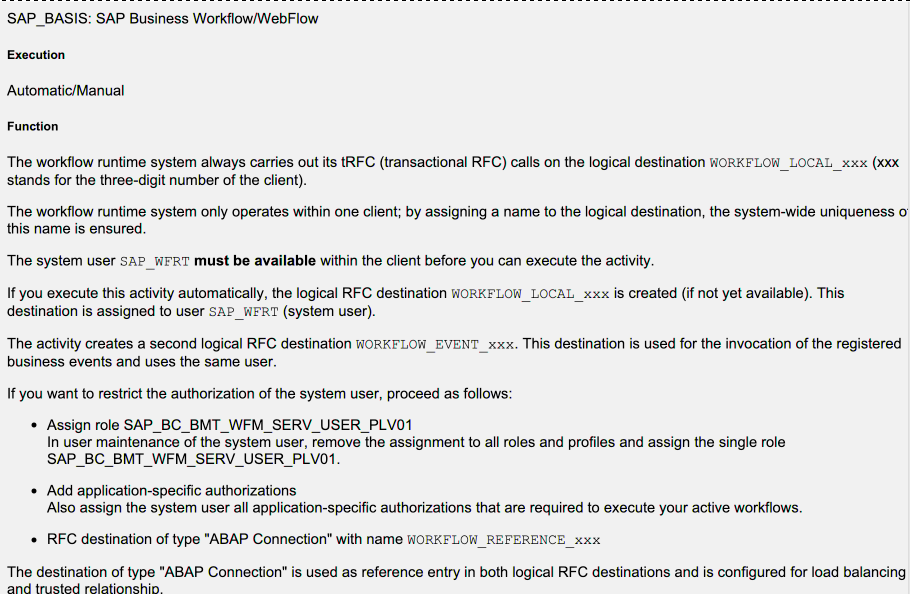 SAP_BASIS: SAP Business Workflow/WebFlow
Execution
Automatic/Manual
Function
The workflow runtime system always carries out its tRFC (transactional RFC) calls on the logical destination WORKFLOW_LOCAL_xxx (xxx
stands for the three-digit number of the client).
The workflow runtime system only operates within one client; by assigning a name to the logical destination, the system-wide uniqueness of
this name is ensured.
The system user SAP_WFRT must be available within the client before you can execute the activity.
If you execute this activity automatically, the logical RFC destination WORKFLOW_LOCAL_xxx is created (if not yet available). This
destination is assigned to user SAP_WFRT (system user).
The activity creates a second logical RFC destination WORKFLOW_EVENT_xxx. This destination is used for the invocation of the registered
business events and uses the same user.
If you want to restrict the authorization of the system user, proceed as follows:
• Assign role SAP_BC_BMT_WFM_SERV_USER_PLV01
In user maintenance of the system user, remove the assignment to all roles and profiles and assign the single role
SAP_BC_BMT_WFM_SERV_USER_PLV01.
• Add application-specific authorizations
Also assign the system user all application-specific authorizations that are required to execute your active workflows.
• RFC destination of type "ABAP Connection" with name WORKFLOW_REFERENCE_xxx
The destination of type "ABAP Connection" is used as reference entry in both logical RFC destinations and is configured for load balancing
and trusted relationship.